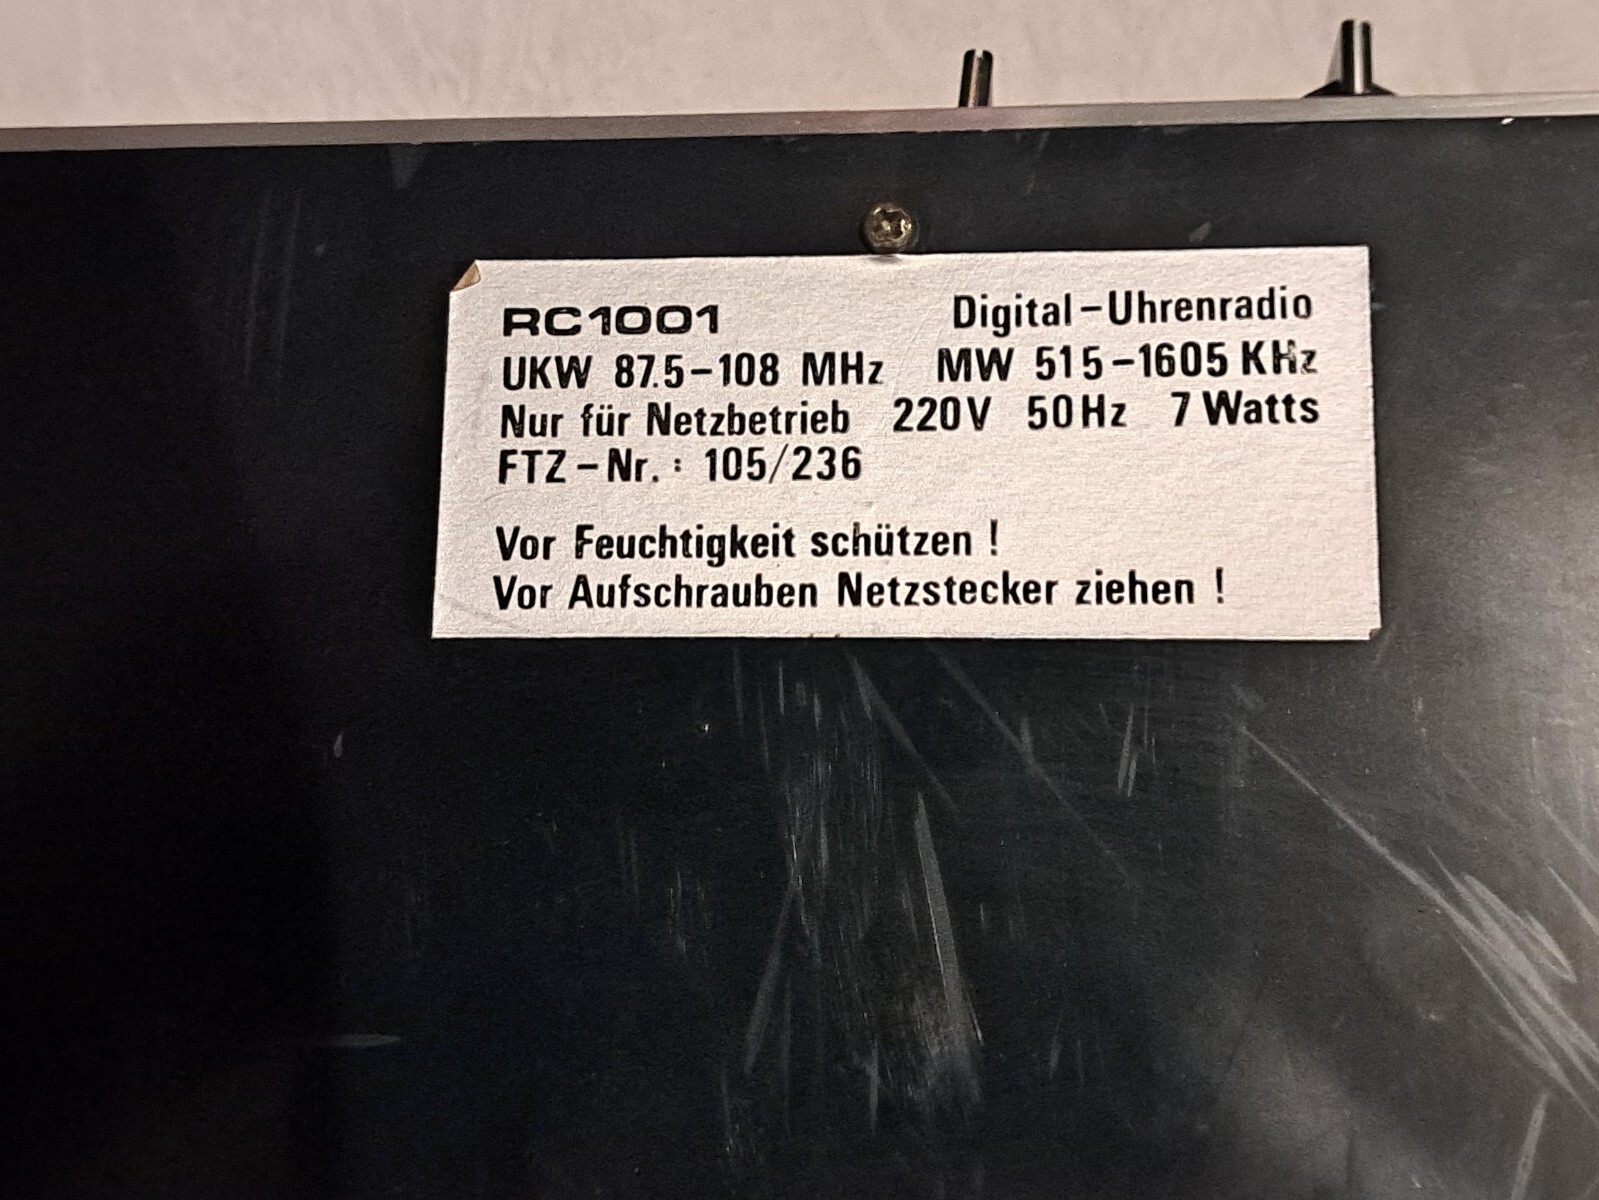 RC1001 Digital-Uhrenradio
UKW 87.5-108 MHz MW 515-1605 KHz
Nur für Netzbetrieb 220V 50Hz 7 Watts
FTZ-Nr.: 105/236
Vor Feuchtigkeit schützen !
Vor Aufschrauben Netzstecker ziehen !